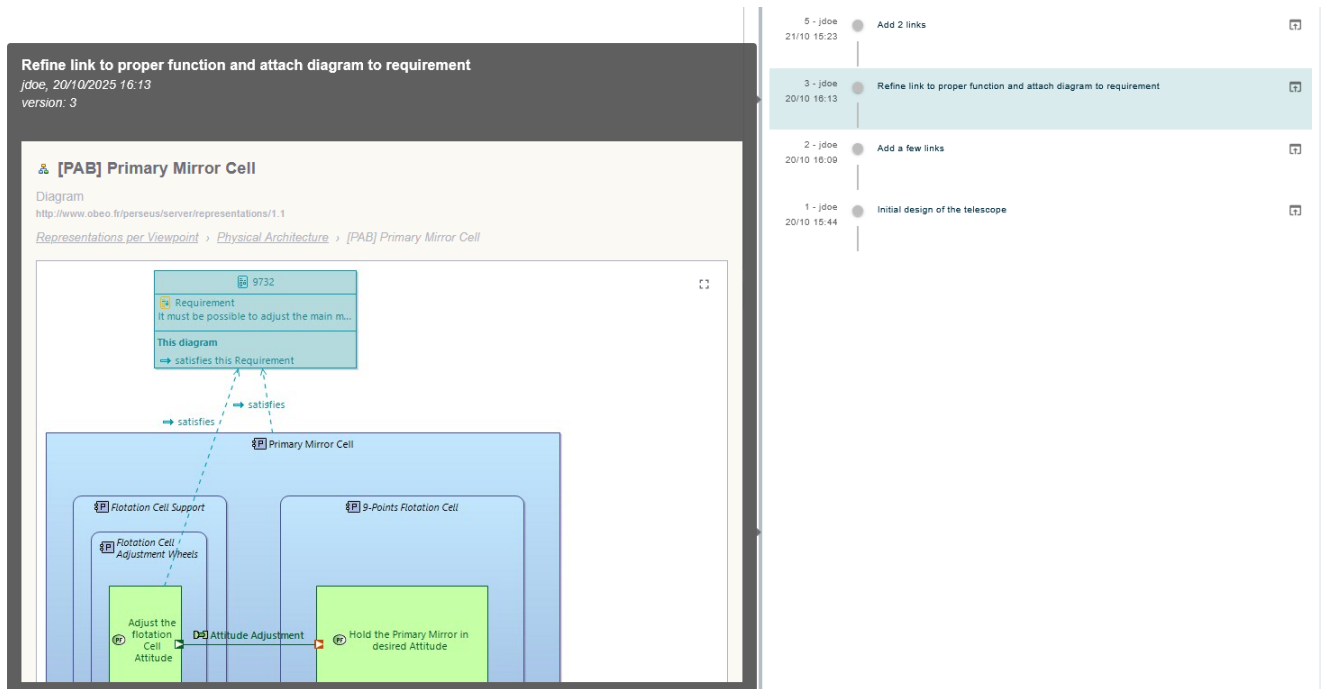 Refine link to proper function and attach diagram to requirement
jdoe, 20/10/2025 16:13
version: 3
[PAB] Primary Mirror Cell
Diagram
http://www.obeo.fr/perseus/server/representations/1.1
Representations per Viewpoint › Physical Architecture › [PAB] Primary Mirror Cell
9732
Requirement
It must be possible to adjust the main m...
This diagram
satisfies this Requirement
satisfies
satisfies
Primary Mirror Cell
Flotation Cell Support
9-Points Flotation Cell
Flotation Cell
Adjustment Wheels
Adjust the
flotation
Cell
Attitude
Attitude Adjustment
Hold the Primary Mirror in
desired Attitude
5 - jdoe
21/10 15:23
Add 2 links
3 - jdoe
20/10 16:13
Refine link to proper function and attach diagram to requirement
2 - jdoe
20/10 16:09
Add a few links
1 - jdoe
20/10 15:44
Initial design of the telescope